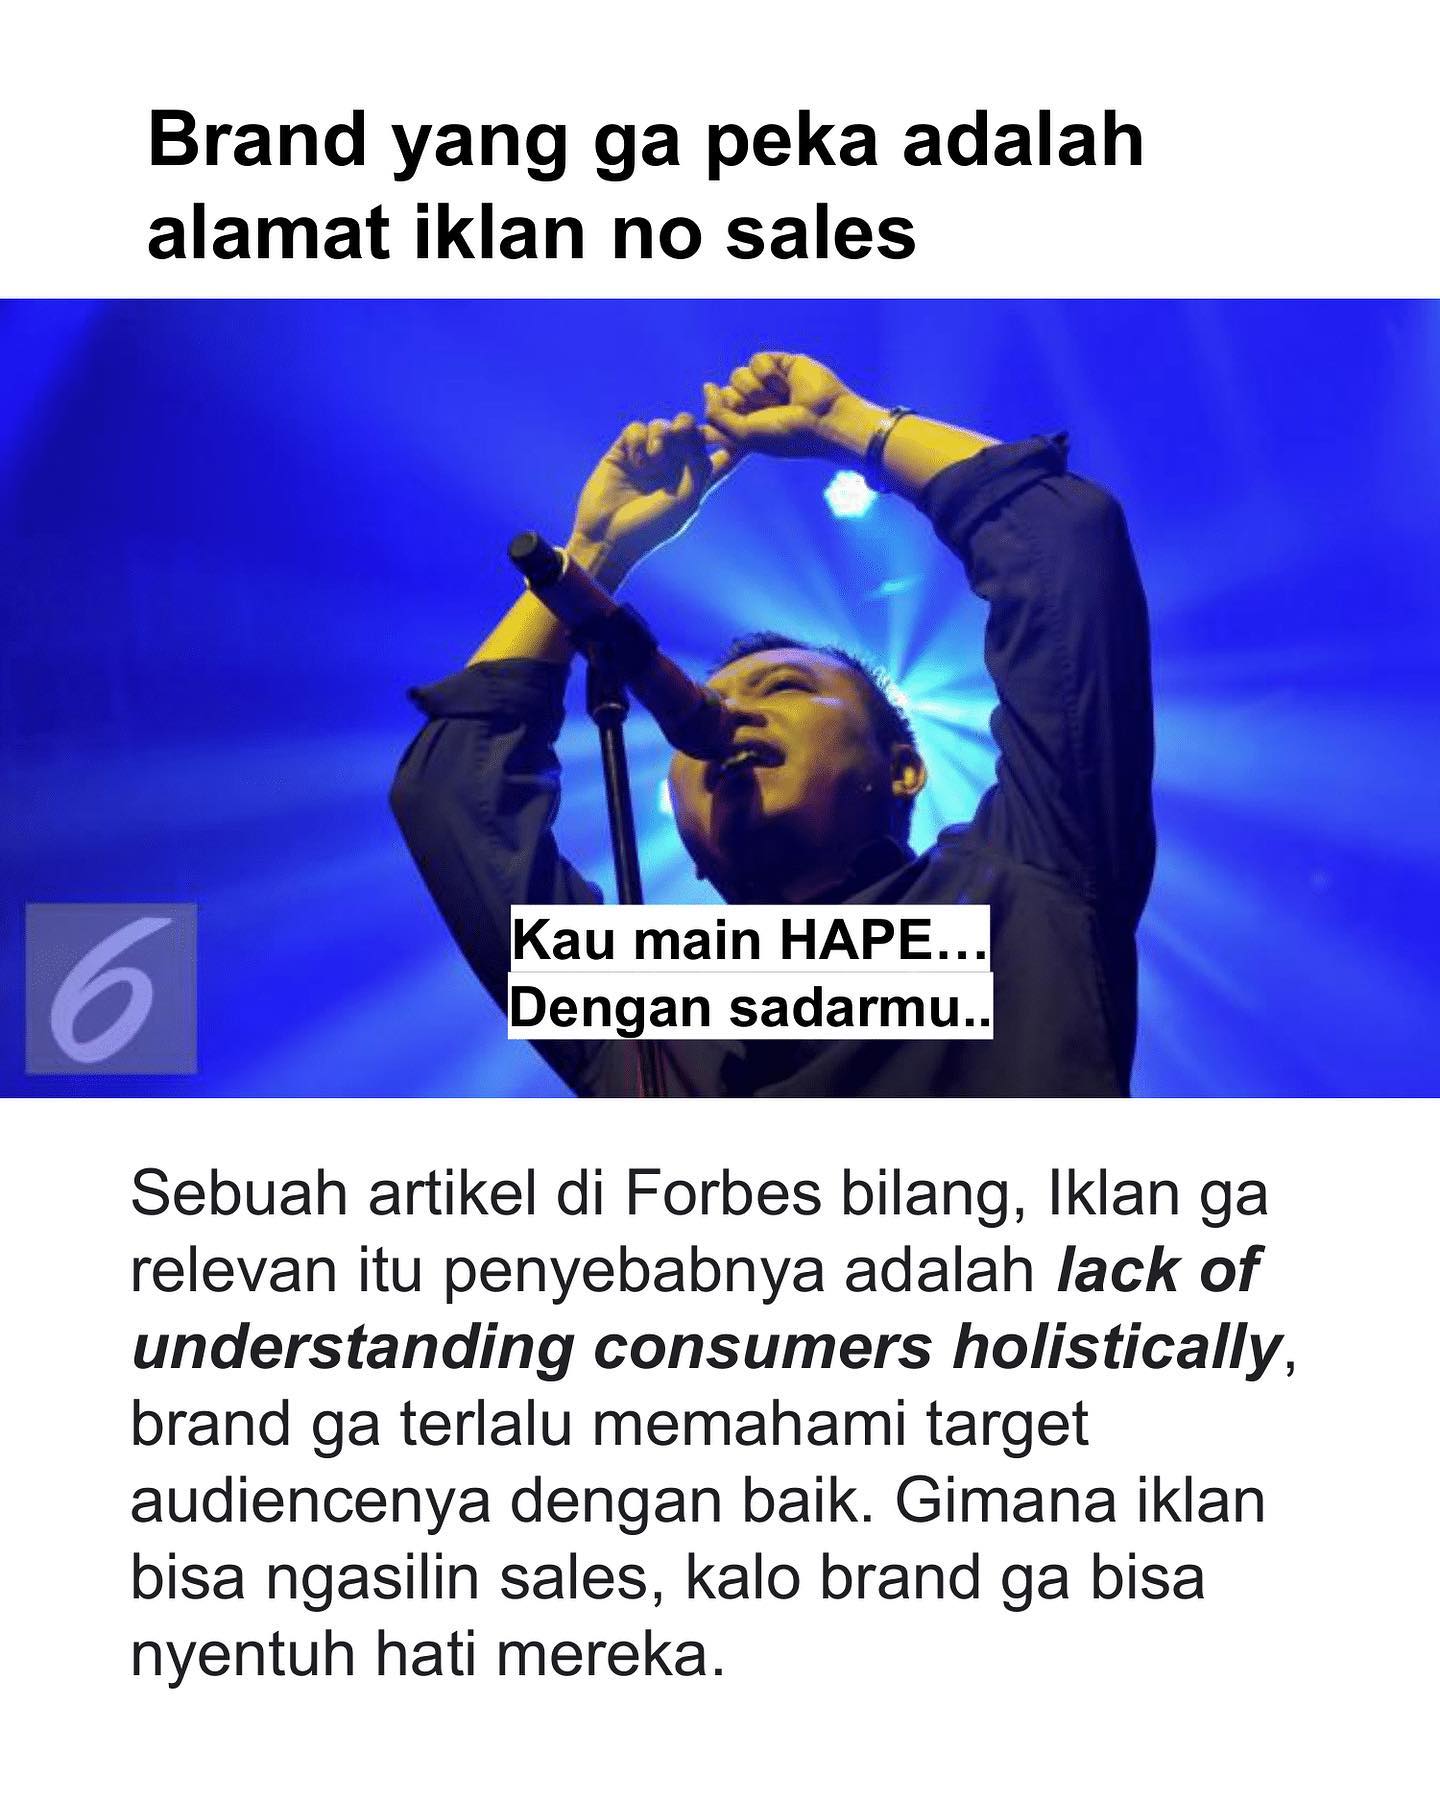 Brand yang ga peka adalah
alamat iklan no sales
6
Kau main HAPE...
Dengan sadarmu..
Sebuah artikel di Forbes bilang, Iklan ga
relevan itu penyebabnya adalah lack of
understanding consumers holistically,
brand ga terlalu memahami target
audiencenya dengan baik. Gimana iklan
bisa ngasilin sales, kalo brand ga bisa
nyentuh hati mereka.